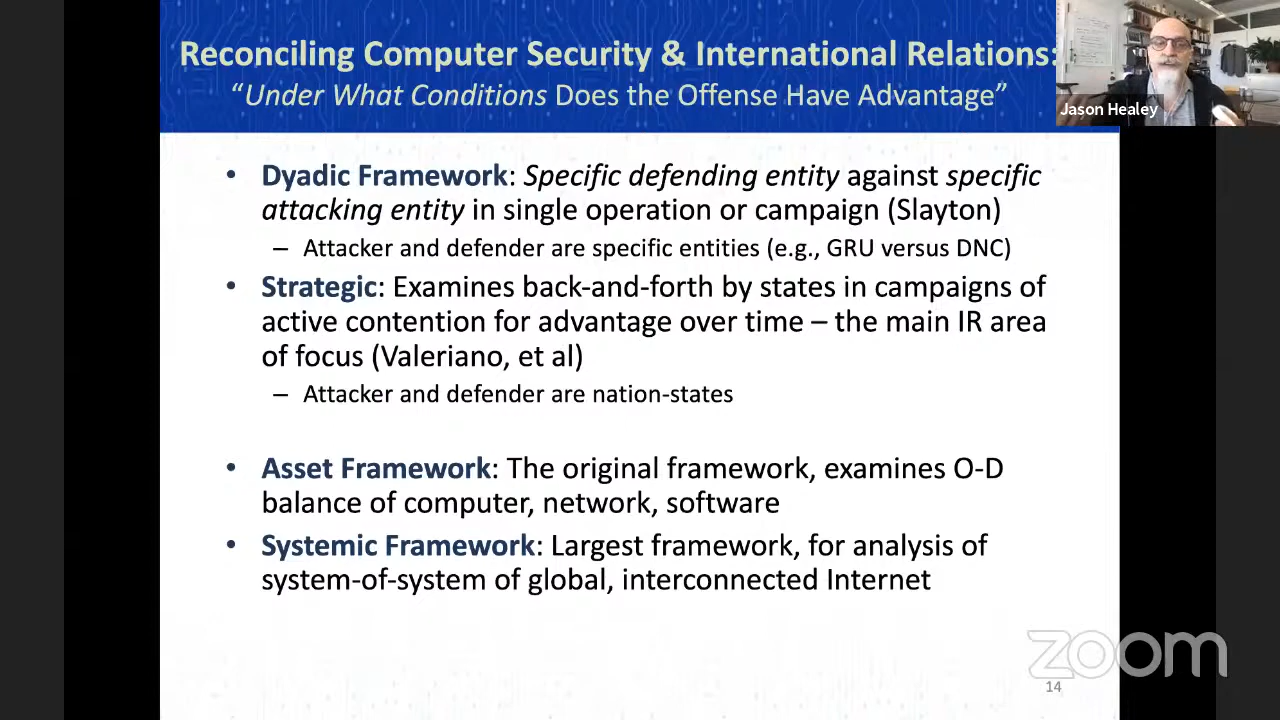 Reconciling Computer Security & International Relations:
“Under What Conditions Does the Offense Have Advantage”
Jason Healey
• Dyadic Framework: Specific defending entity against specific
attacking entity in single operation or campaign (Slayton)
– Attacker and defender are specific entities (e.g., GRU versus DNC)
• Strategic: Examines back-and-forth by states in campaigns of
active contention for advantage over time – the main IR area
of focus (Valeriano, et al)
– Attacker and defender are nation-states
• Asset Framework: The original framework, examines O-D
balance of computer, network, software
• Systemic Framework: Largest framework, for analysis of
system-of-system of global, interconnected Internet
zoom
14